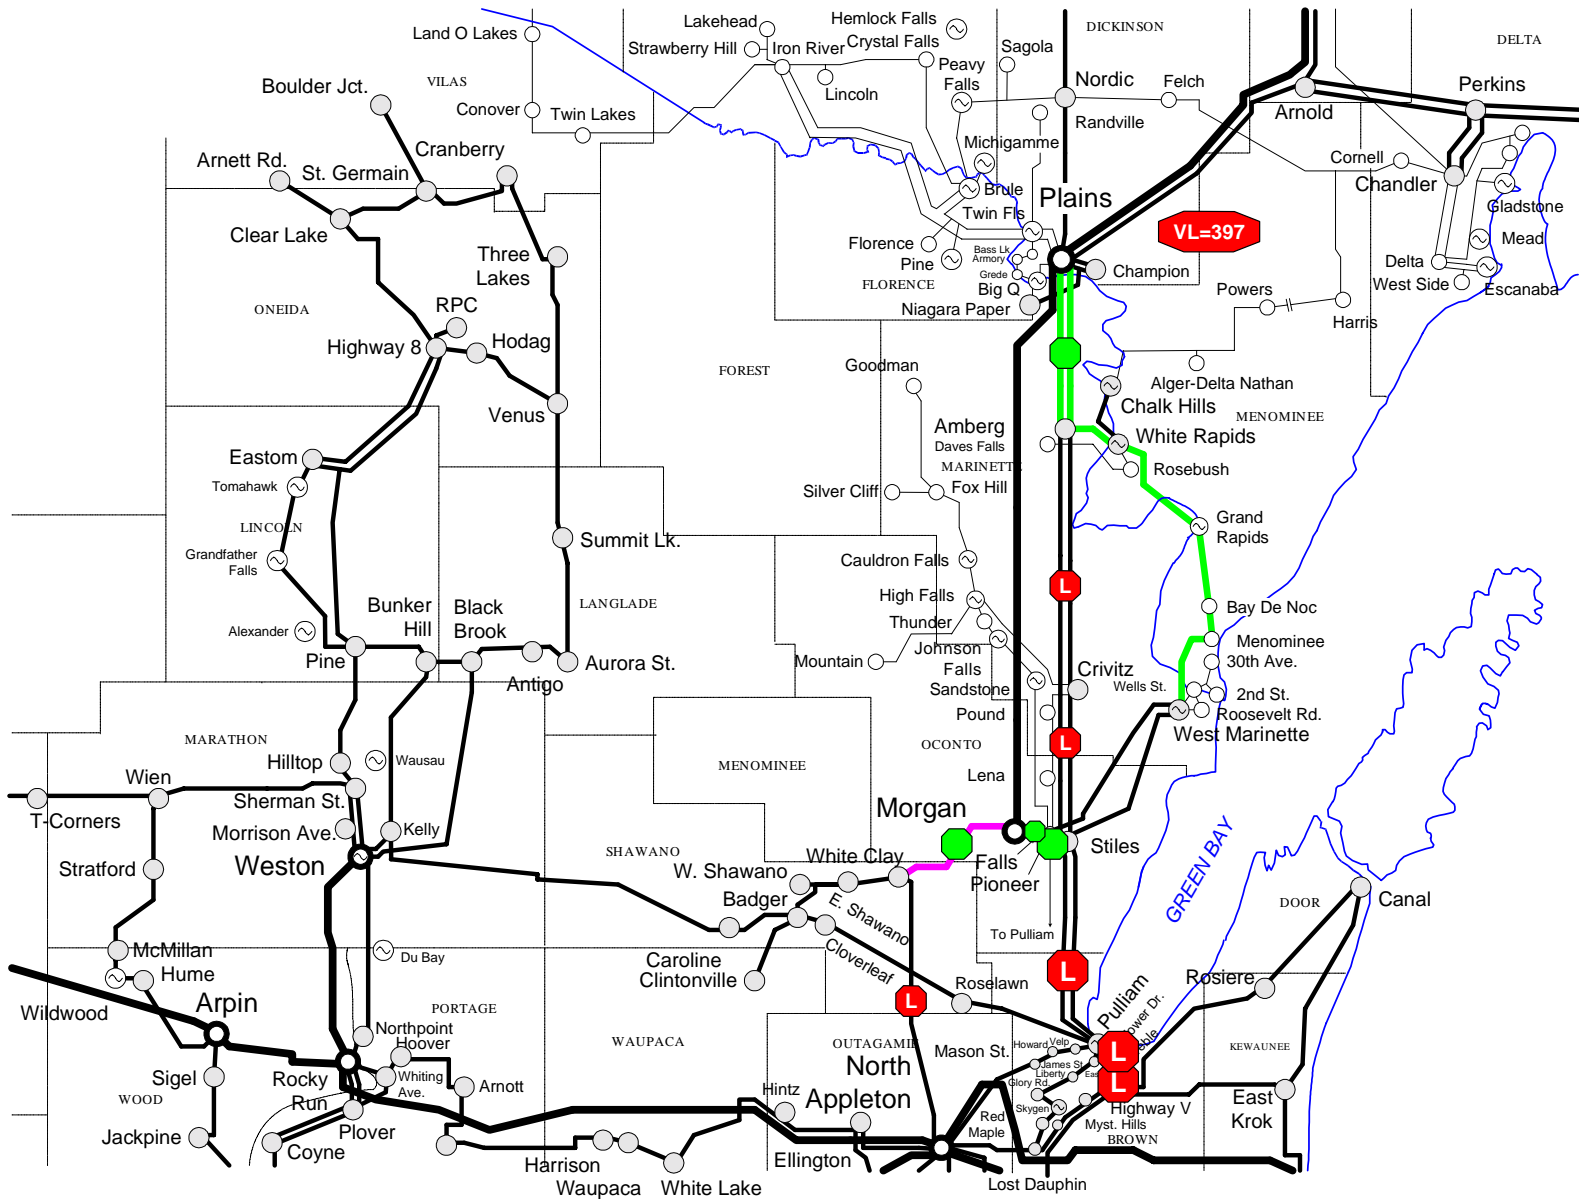 Land O Lakes
Lakehead
Hemlock Falls
DICKINSON
DELTA
Strawberry Hill
Iron River
Crystal Falls
Sagola
Boulder Jct.
VILAS
Peavy
Falls
Nordic
Felch
Perkins
Conover
Twin Lakes
Lincoln
Randville
Arnold
Arnett Rd.
Cranberry
St. Germain
Michigamme
Cornell
Chandler
Brule
Plains
Gladstone
Clear Lake
Twin Fls
VL=397
Mead
Three
Lakes
Florence
Pine
Bass Lk
Armory
Grede
Big Q
Champion
Delta
West Side
Escanaba
FLORENCE
Niagara Paper
Powers
Harris
ONEIDA
RPC
Highway 8
Hodag
Goodman
FOREST
Alger-Delta Nathan
Chalk Hills
MENOMINEE
Venus
Amberg
Daves Falls
White Rapids
Eastom
MARINETTE
Rosebush
Tomahawk
Silver Cliff
Fox Hill
LINCOLN
Grand
Rapids
Summit Lk.
Grandfather
Falls
Cauldron Falls
L
Bunker
Hill
Black
Brook
LANGLADE
High Falls
Bay De Noc
Alexander
Thunder
Menominee
Pine
Johnson
Falls
30th Ave.
Aurora St.
Mountain
Crivitz
Antigo
Sandstone
Wells St.
2nd St.
Pound
Roosevelt Rd.
West Marinette
MARATHON
OCONTO
L
Hilltop
Wausau
MENOMINEE
Lena
Wien
Sherman St.
T-Corners
Morgan
Morrison Ave.
Kelly
Stiles
Weston
SHAWANO
White Clay
Falls
Pioneer
Stratford
W. Shawano
GREEN BAY
Badger
E. Shawano
DOOR
Canal
To Pulliam
McMillan
Hume
Du Bay
Caroline
Clintonville
Cloverleaf
L
Rosiere
Wildwood
Arpin
PORTAGE
Roselawn
L
Pulliam
Northpoint
Hoover
WAUPACA
OUTAGAMIE
Mason St.
Howard
Velp
L
KEWAUNEE
North
Appleton
James St.
Liberty
L
Sigel
Rocky
Run
Whiting
Ave.
Arnott
Hintz
Glory Rd.
WOOD
Skygen
Highway V
East
Krok
Red
Maple
Myst. Hills
Plover
Jackpine
BROWN
Coyne
Harrison
Waupaca
White Lake
Ellington
Lost Dauphin